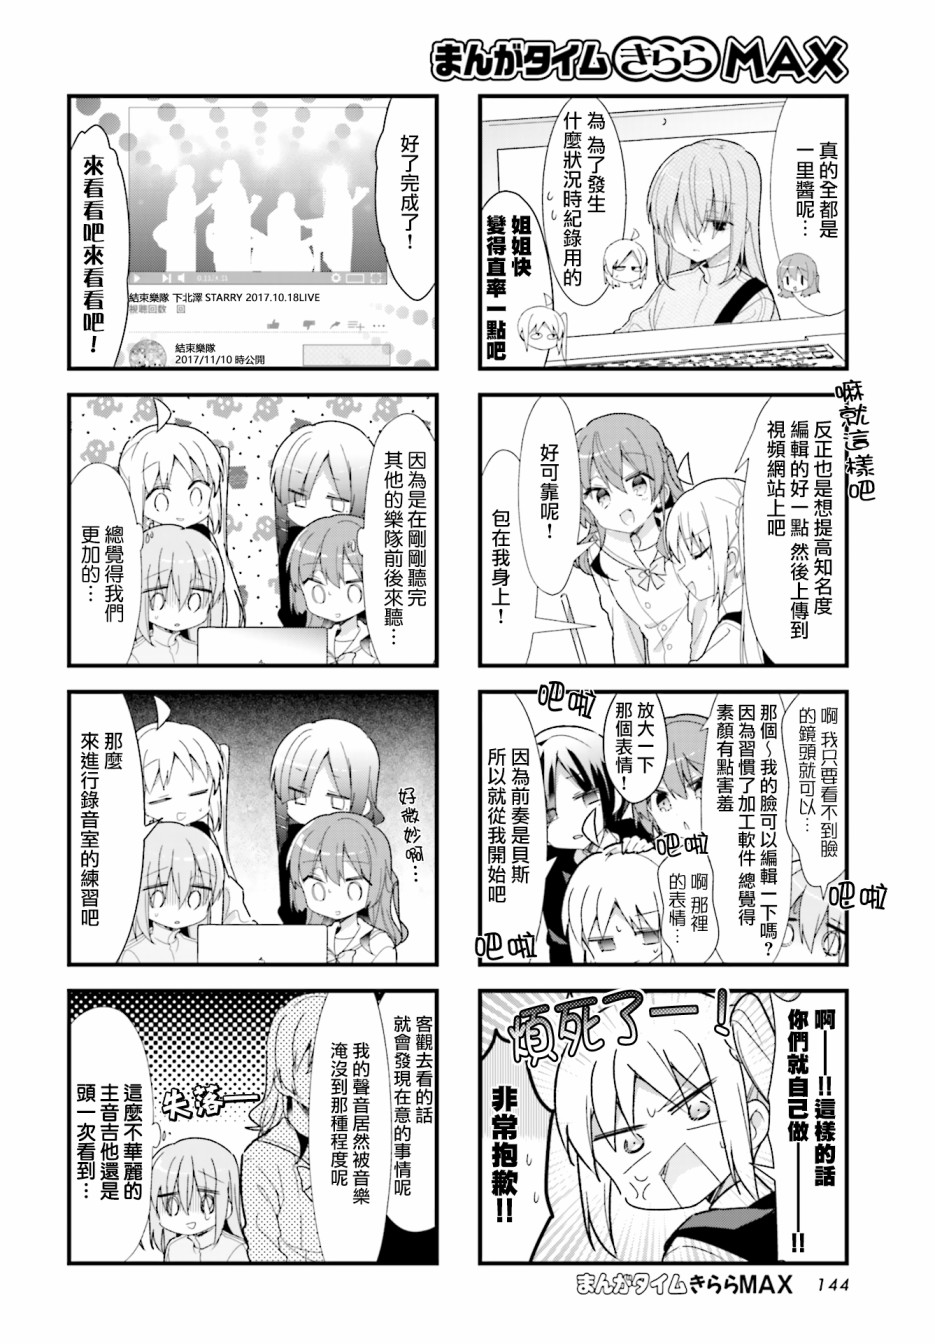 まんがタイムきららMAX
真的全都是
一里醬呢…
為 為了發生
什麼狀況時紀錄用的
姐姐快
變得直率一點吧
嘛就這樣吧
反正也是想提高知名度
編輯的好一點 然後上傳到
視頻網站上吧
好可靠呢！
包在我身上！
啊 我只要看不到臉
的鏡頭就可以…
那個～我的臉可以編輯一下嗎？
因為習慣了加工軟件 總覺得
素顏有點害羞
放大一下
那個表情！
吧啦
吧啦
啊 那裡
的表情…
吧啦
因為前奏是貝斯
所以就從我開始吧
吧啦
啊——!!這樣的話
你們就自己做——!!
煩死了ー！
非常抱歉!!
好了完成了！
結束樂隊 下北澤 STARRY 2017.10.18LIVE
視聽回數 回
結束樂隊
2017/11/10 時公開
來看看吧來看看吧！
因為是在剛剛聽完
其他的樂隊前後來聽…
總覺得我們
更加的…
好微妙啊…
那麼
來進行錄音室的練習吧
客觀去看的話
就會發現在意的事情呢
我的聲音居然被音樂
淹沒到那種程度呢
失落——
這麼不華麗的
主音吉他還是
頭一次看到…
まんがタイムきららMAX 144